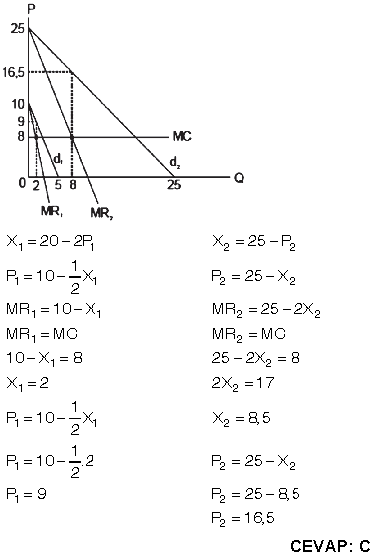 P
25
16,5
10
9
8
MC
d₁
d₂
0 2 5 8 25 Q
MR₁ MR₂
X₁ = 20 – 2P₁ X₂ = 25 – P₂
P₁ = 10 – 1/2 X₁ P₂ = 25 – X₂
MR₁ = 10 – X₁ MR₂ = 25 – 2X₂
MR₁ = MC MR₂ = MC
10 – X₁ = 8 25 – 2X₂ = 8
X₁ = 2 2X₂ = 17
P₁ = 10 – 1/2 X₁ X₂ = 8,5
P₁ = 10 – 1/2 .2 P₂ = 25 – X₂
P₁ = 9 P₂ = 25 – 8,5
P₂ = 16,5
CEVAP: C